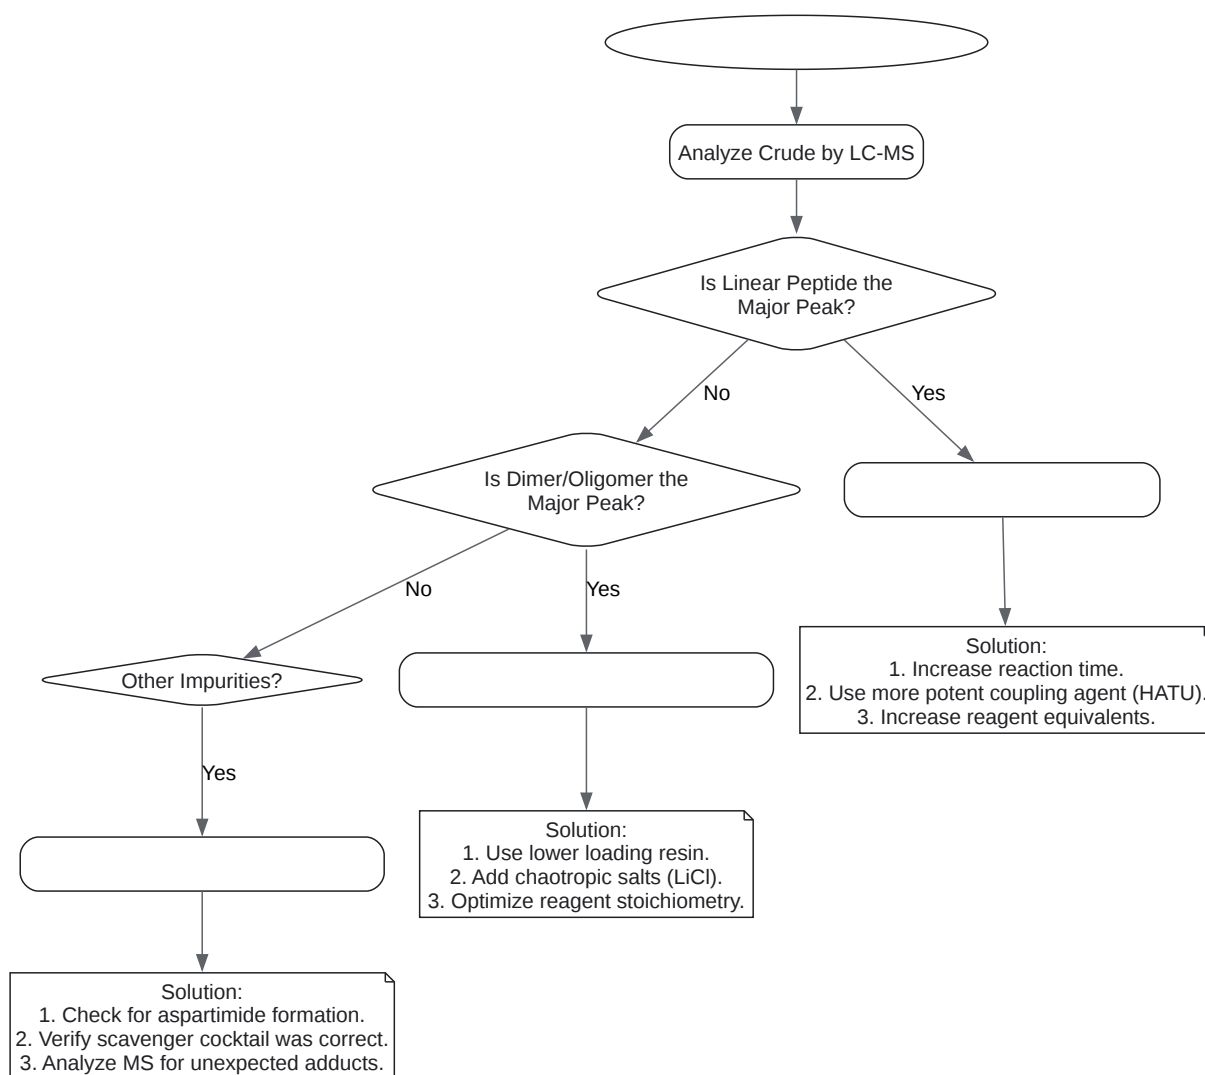 Analyze Crude by LC-MS
Is Linear Peptide the
Major Peak?
No
Yes
Is Dimer/Oligomer the
Major Peak?
No
Yes
Solution:
1. Increase reaction time.
2. Use more potent coupling agent (HATU).
3. Increase reagent equivalents.
Other Impurities?
Yes
Solution:
1. Use lower loading resin.
2. Add chaotropic salts (LiCl).
3. Optimize reagent stoichiometry.
Solution:
1. Check for aspartimide formation.
2. Verify scavenger cocktail was correct.
3. Analyze MS for unexpected adducts.